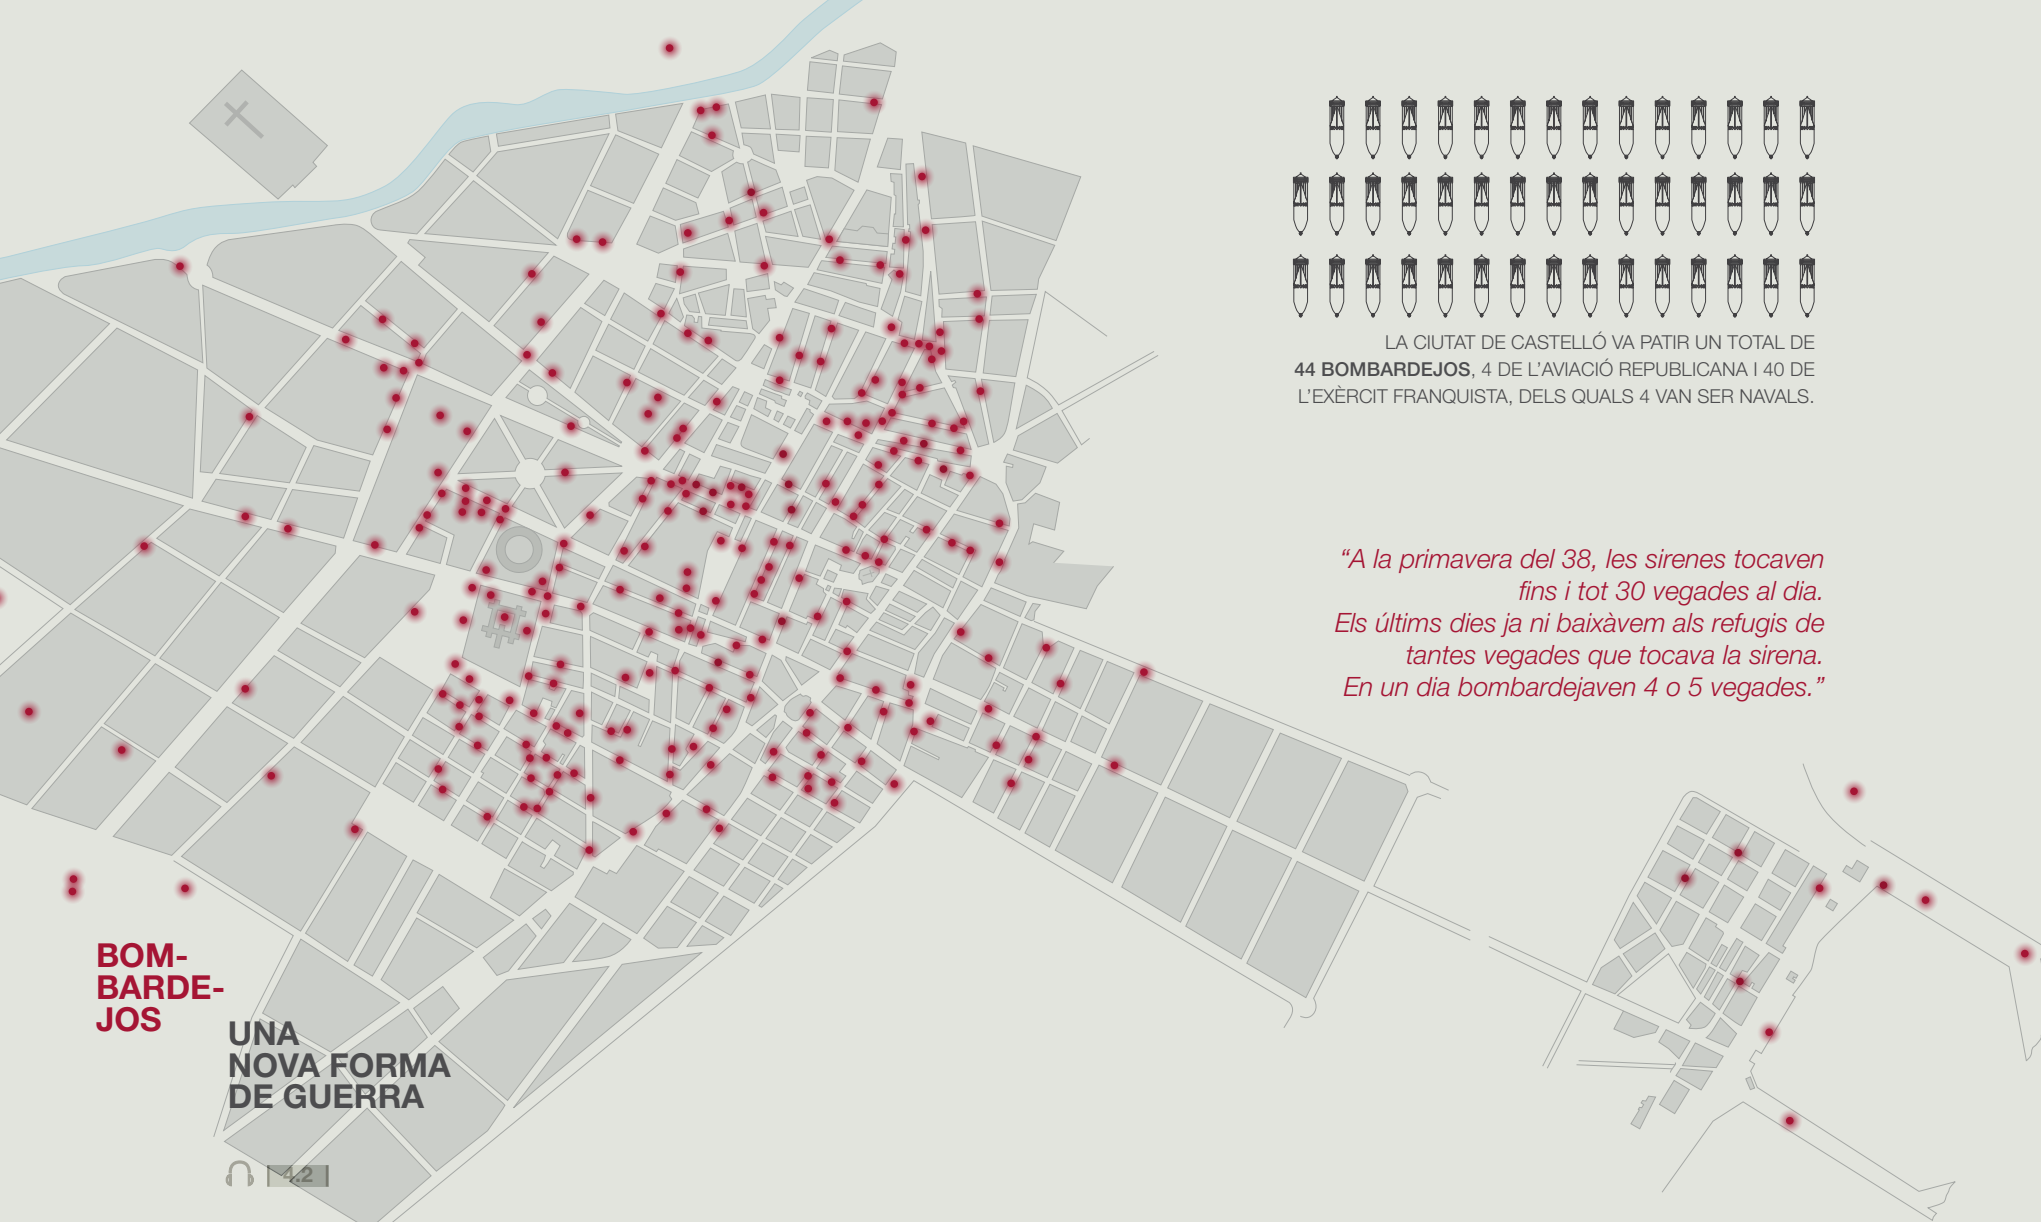 LA CIUTAT DE CASTELLÓ VA PATIR UN TOTAL DE
44 BOMBARDEJOS, 4 DE L’AVIACIÓ REPUBLICANA I 40 DE
L’EXÈRCIT FRANQUISTA, DELS QUALS 4 VAN SER NAVALS.
“A la primavera del 38, les sirenes tocaven
fins i tot 30 vegades al dia.
Els últims dies ja ni baixàvem als refugis de
tantes vegades que tocava la sirena.
En un dia bombardejaven 4 o 5 vegades.”
BOM-
BARDE-
JOS
UNA
NOVA FORMA
DE GUERRA
4.2